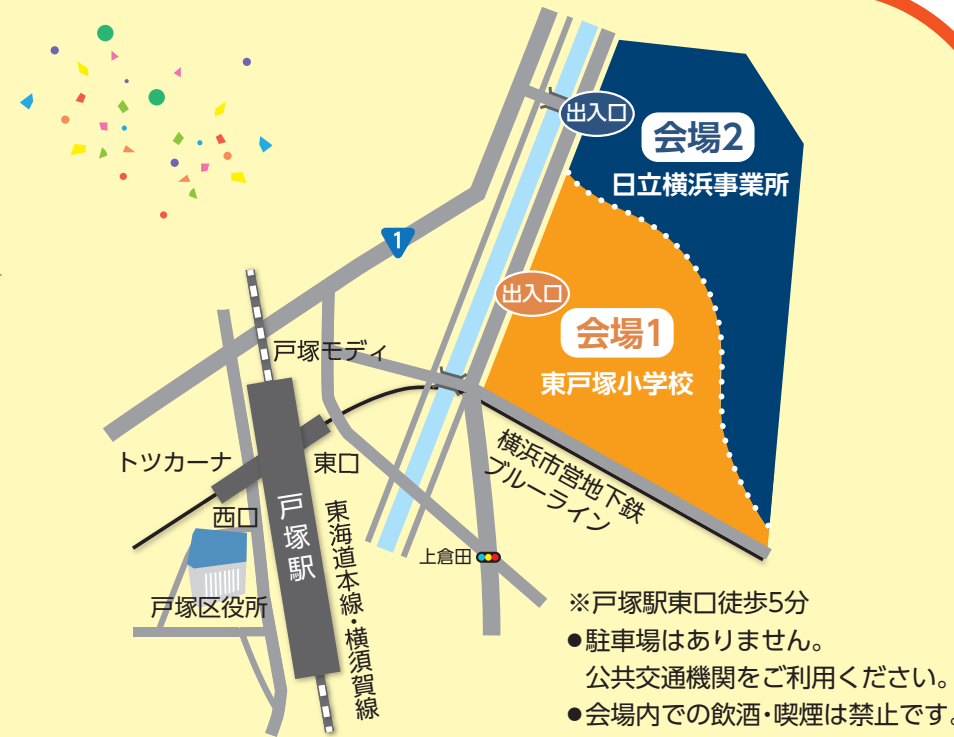 出入口
会場2
日立横浜事業所
1
出入口
会場1
戸塚モディ
東戸塚小学校
トツカーナ
東口
横浜市営地下鉄
ブルーライン
西口
戸塚駅
東海道本線・横須賀線
上倉田
戸塚区役所
※戸塚駅東口徒歩5分
●駐車場はありません。
公共交通機関をご利用ください。
●会場内での飲酒・喫煙は禁止です。